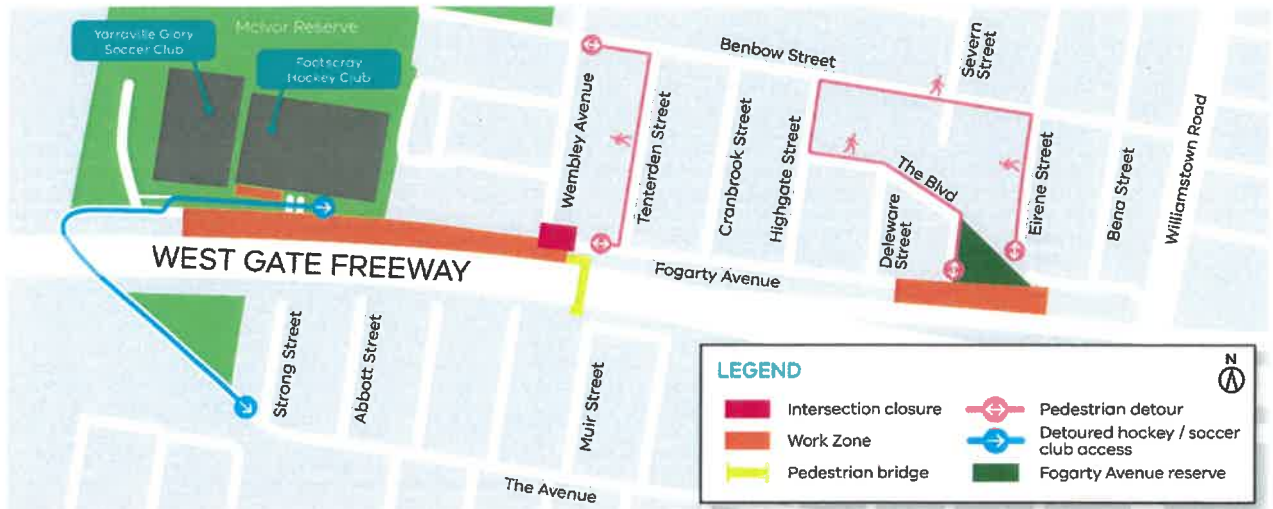 McIvor Reserve
Yarraville Glory
Soccer Club
Footscray
Hockey Club
Benbow Street
Severn
Street
Wembley Avenue
Tenterden Street
Cranbrook Street
Highgate Street
The Blvd
Deleware
Street
Eirene Street
Bena Street
Williamstown Road
WEST GATE FREEWAY
Fogarty Avenue
Strong Street
Abbott Street
Muir Street
The Avenue
LEGEND
N
Intersection closure
Work Zone
Pedestrian bridge
Pedestrian detour
Detoured hockey / soccer
club access
Fogarty Avenue reserve